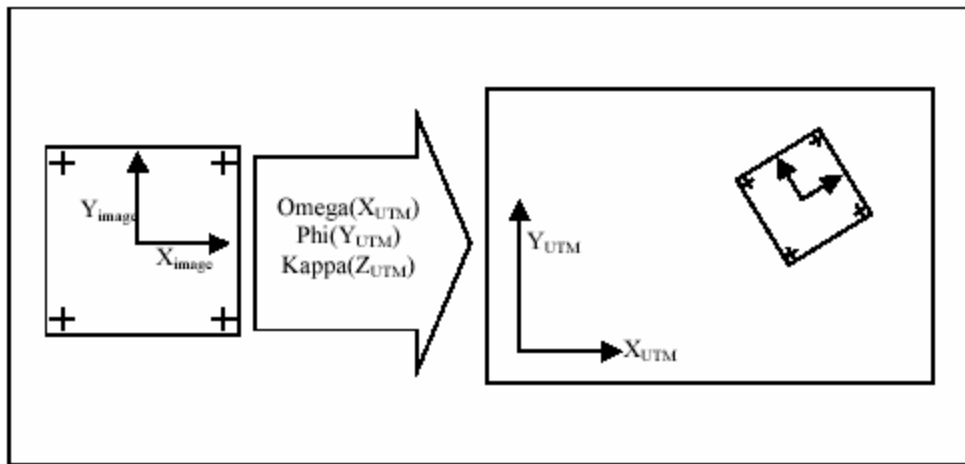 Yimage
Ximage
Omega(XUTM)
Phi(YUTM)
Kappa(ZUTM)
YUTM
XUTM